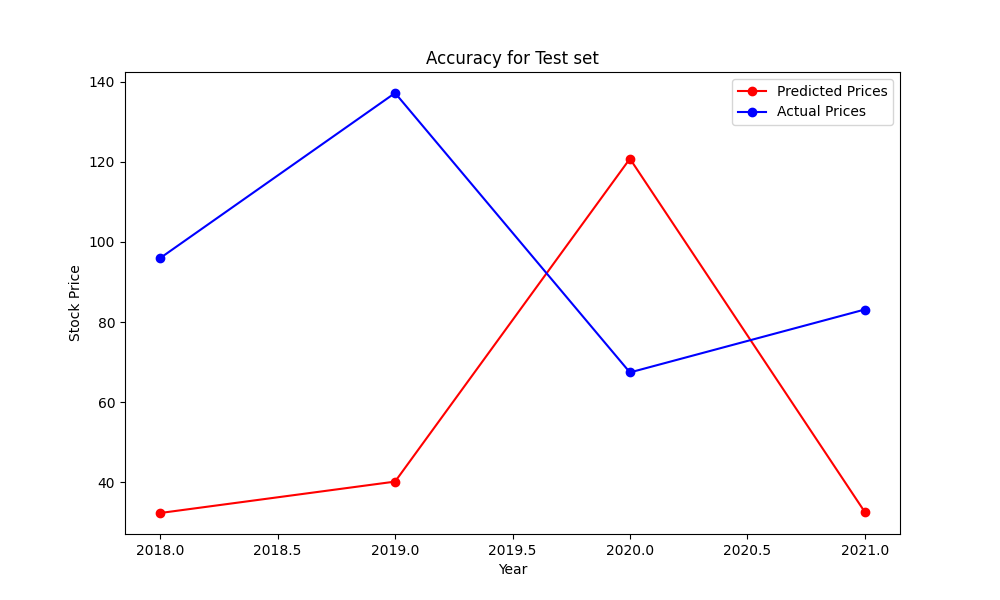 Accuracy for Test set
Predicted Prices
Actual Prices
140
120
100
80
60
40
Stock Price
2018.0 2018.5 2019.0 2019.5 2020.0 2020.5 2021.0
Year